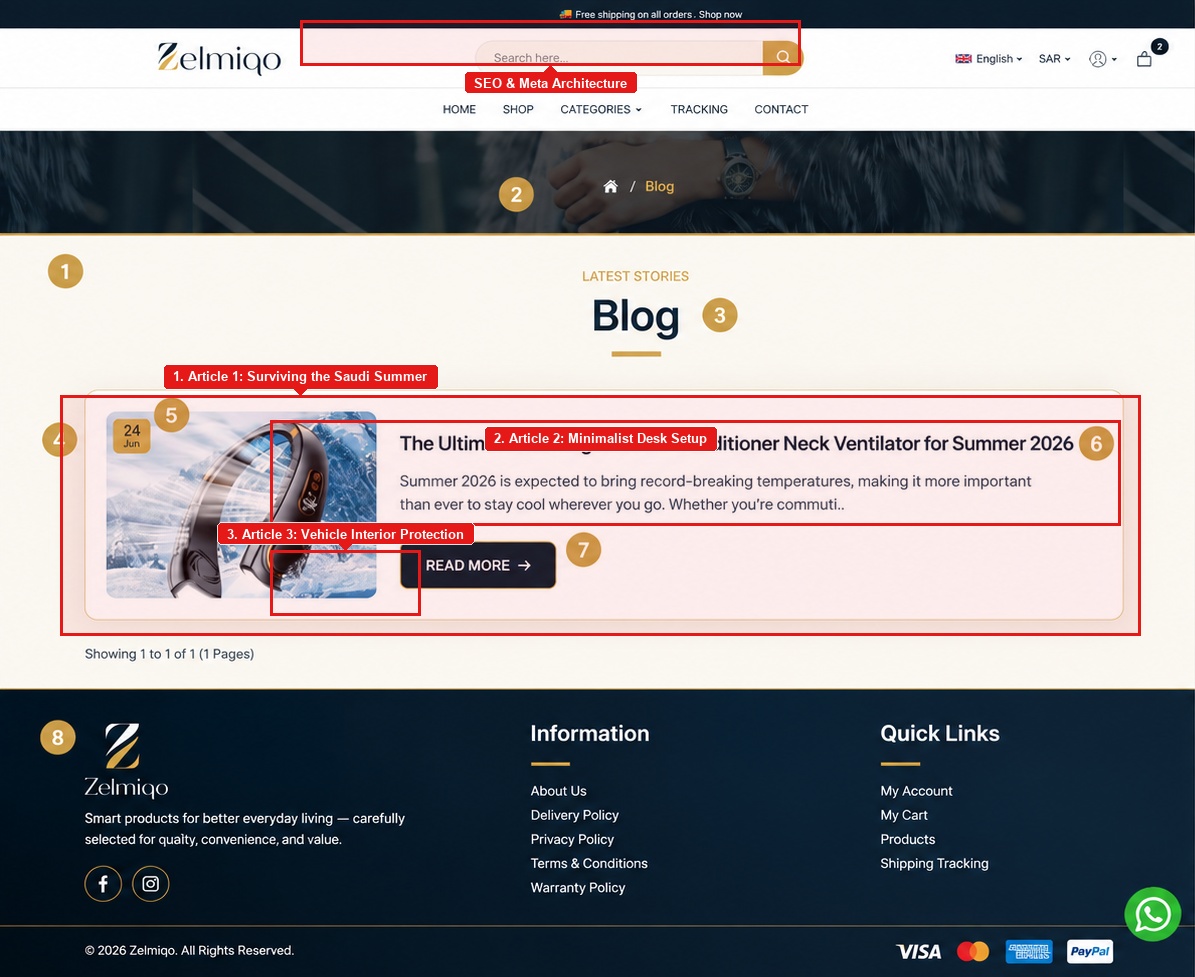 🚚 Free shipping on all orders. Shop now
Zelmiqo
Search here...
English
SAR
2
SEO & Meta Architecture
HOME
SHOP
CATEGORIES
TRACKING
CONTACT
2
/ Blog
1
LATEST STORIES
Blog
3
1. Article 1: Surviving the Saudi Summer
4
5
24
Jun
2. Article 2: Minimalist Desk Setup
The Ultim
ditioner Neck Ventilator for Summer 2026
6
Summer 2026 is expected to bring record-breaking temperatures, making it more important
than ever to stay cool wherever you go. Whether you're commuti..
3. Article 3: Vehicle Interior Protection
READ MORE →
7
Showing 1 to 1 of 1 (1 Pages)
8
Zelmiqo
Smart products for better everyday living — carefully
selected for quaity, convenience, and value.
Information
About Us
Delivery Policy
Privacy Policy
Terms & Conditions
Warranty Policy
Quick Links
My Account
My Cart
Products
Shipping Tracking
© 2026 Zelmiqo. All Rights Reserved.
VISA
PayPal